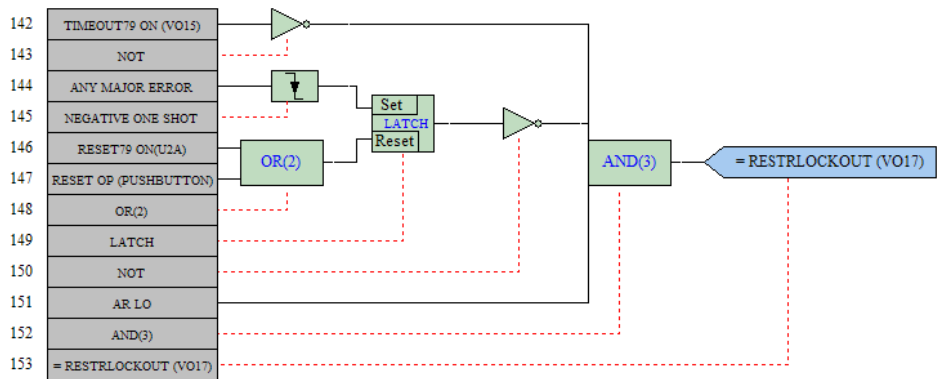 142 TIMEOUT79 ON (VO15)
143 NOT
144 ANY MAJOR ERROR
145 NEGATIVE ONE SHOT
146 RESET79 ON(U2A)
147 RESET OP (PUSHBUTTON)
148 OR(2)
149 LATCH
150 NOT
151 AR LO
152 AND(3)
153 = RESTRLOCKOUT (VO17)
OR(2)
Set
LATCH
Reset
AND(3)
= RESTRLOCKOUT (VO17)